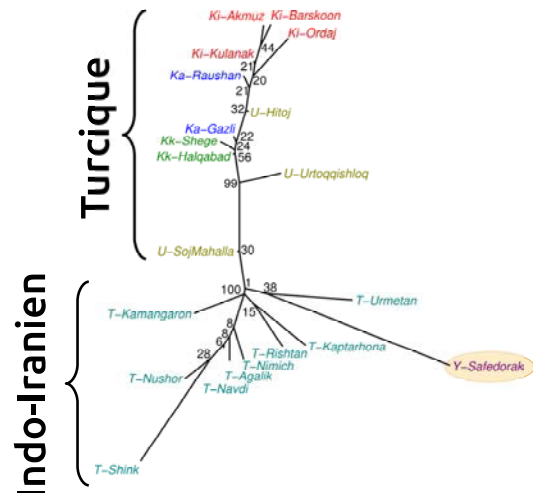 Turcique
Ki-Akmuz
Ki-Barskoon
Ki-Ordaj
44
Ki-Kulanak
21
20
Ka-Raushan
21
32
U-Hitoj
Ka-Gazli
22
Kk-Shege
24
Kk-Halqabad
56
99
U-Urtoqqishloq
U-SojMahalla
30
Indo-Iranien
100
1
38
T-Urmetan
T-Kamangaron
15
8
8
6
T-Kaptarhona
T-Rishtan
28
T-Nimich
Y-Safedorak
T-Nushor
T-Agalik
T-Navdi
T-Shink